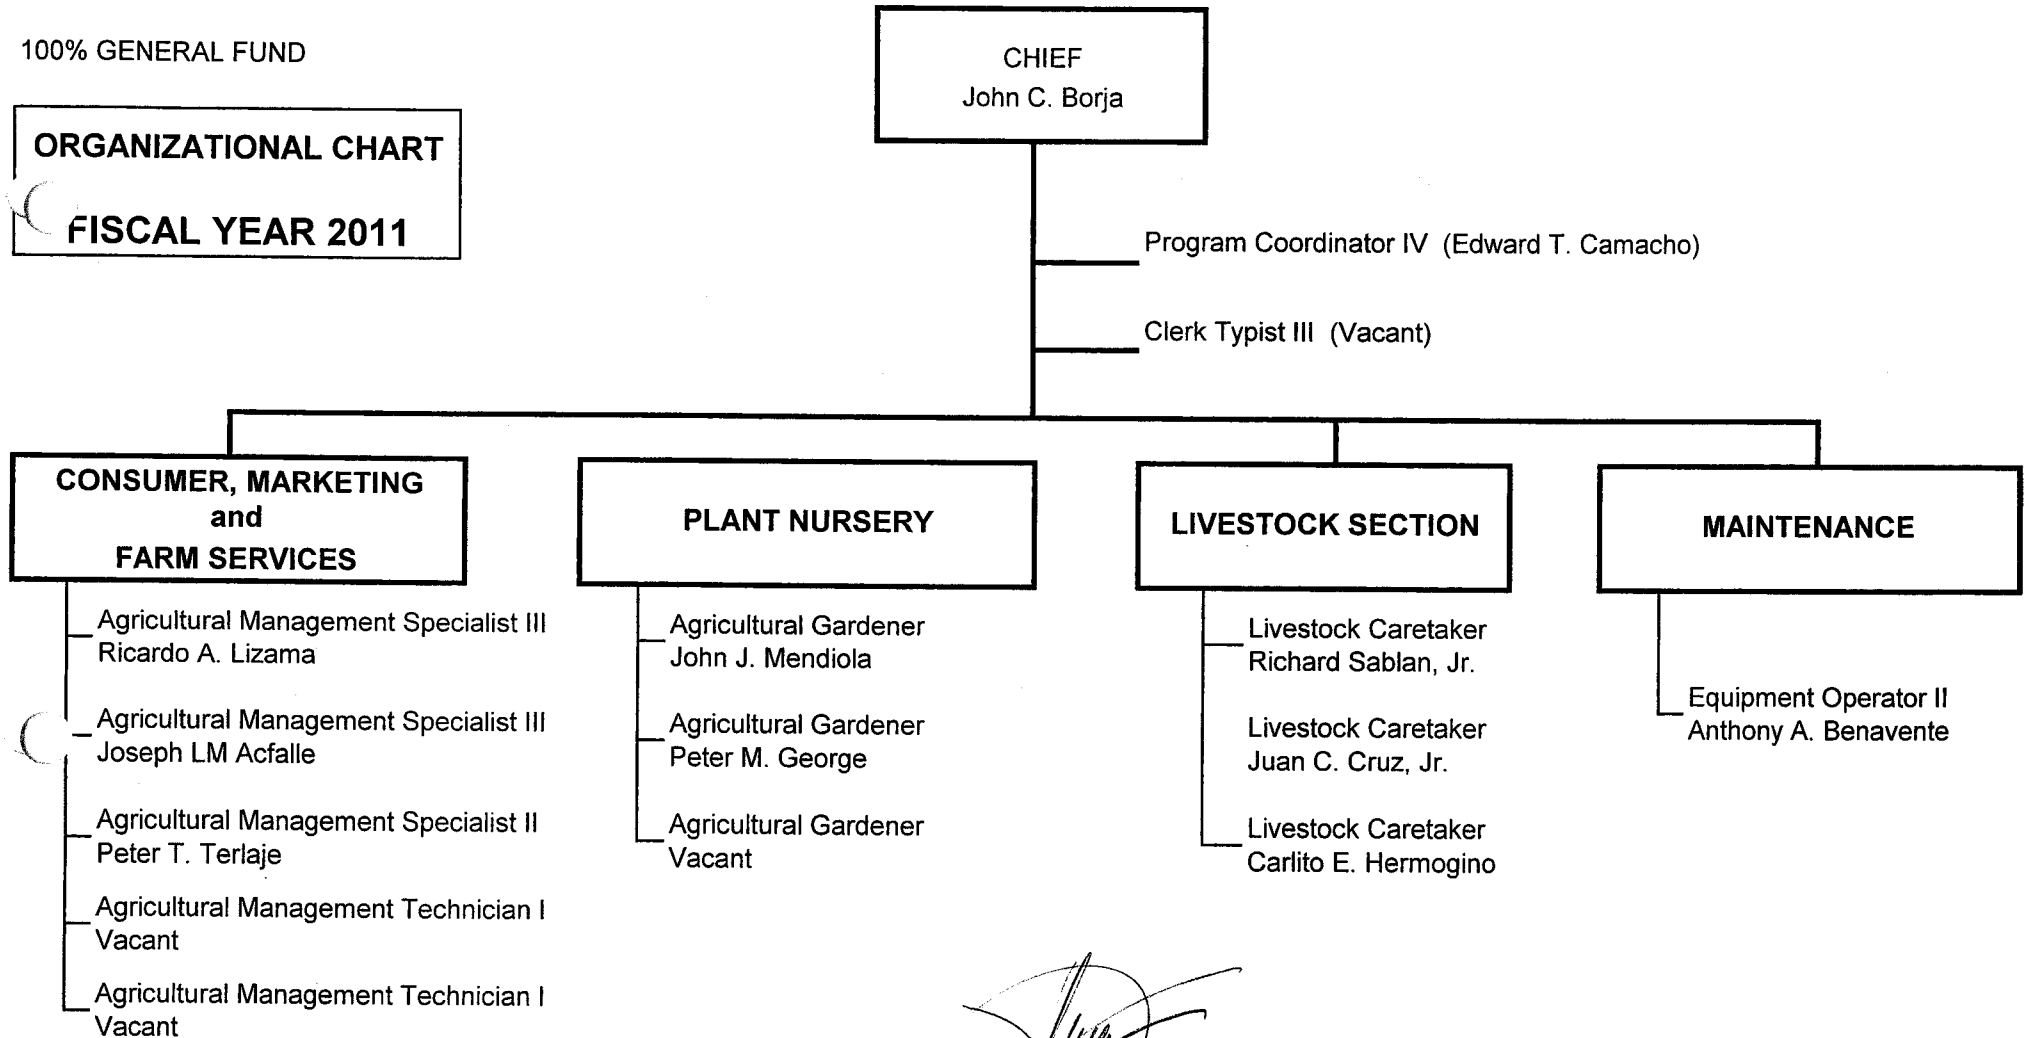 100% GENERAL FUND
ORGANIZATIONAL CHART
FISCAL YEAR 2011
CHIEF
John C. Borja
Program Coordinator IV (Edward T. Camacho)
Clerk Typist III (Vacant)
CONSUMER, MARKETING
and
FARM SERVICES
Agricultural Management Specialist III
Ricardo A. Lizama
Agricultural Management Specialist III
Joseph LM Acfalle
Agricultural Management Specialist II
Peter T. Terlaje
Agricultural Management Technician I
Vacant
Agricultural Management Technician I
Vacant
PLANT NURSERY
Agricultural Gardener
John J. Mendiola
Agricultural Gardener
Peter M. George
Agricultural Gardener
Vacant
LIVESTOCK SECTION
Livestock Caretaker
Richard Sablan, Jr.
Livestock Caretaker
Juan C. Cruz, Jr.
Livestock Caretaker
Carlito E. Hermogino
MAINTENANCE
Equipment Operator II
Anthony A. Benavente